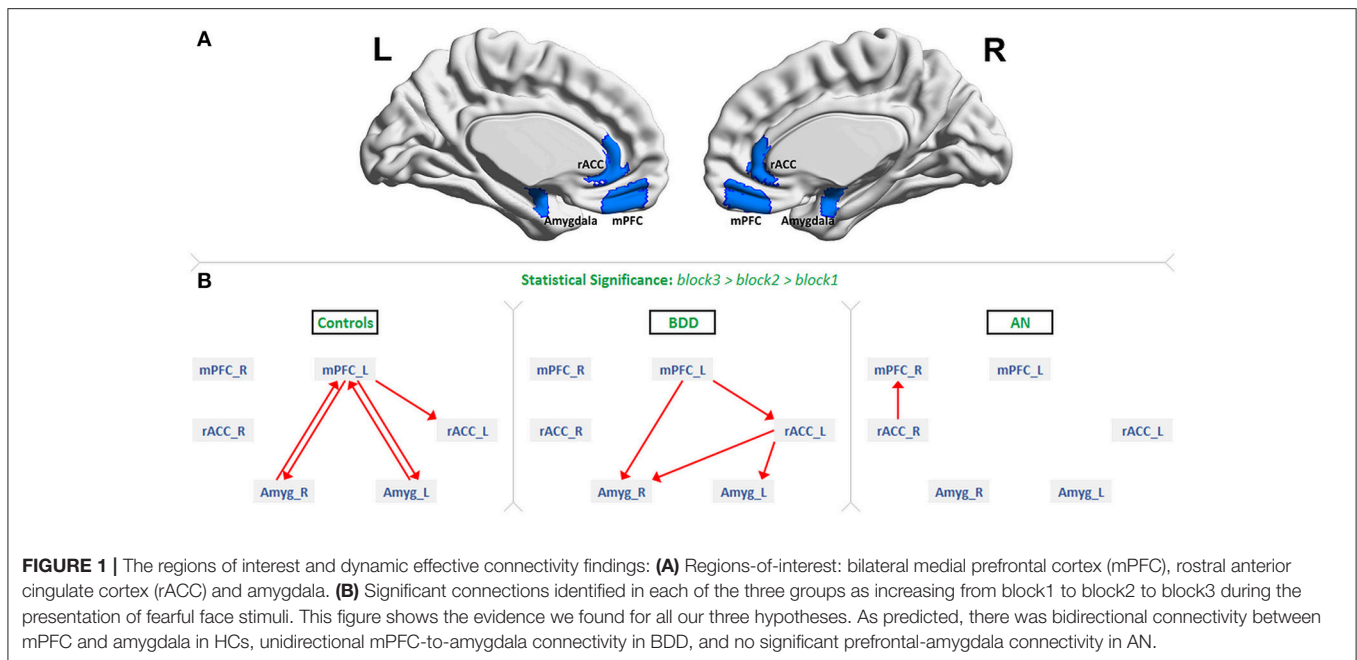 A
L
R
rACC
rACC
Amygdala mPFC
mPFC Amygdala
B
Statistical Significance: block3 > block2 > block1
Controls
mPFC_R mPFC_L
rACC_R rACC_L
Amyg_R Amyg_L
BDD
mPFC_R mPFC_L
rACC_R rACC_L
Amyg_R Amyg_L
AN
mPFC_R mPFC_L
rACC_R rACC_L
Amyg_R Amyg_L
FIGURE 1 | The regions of interest and dynamic effective connectivity findings: (A) Regions-of-interest: bilateral medial prefrontal cortex (mPFC), rostral anterior
cingulate cortex (rACC) and amygdala. (B) Significant connections identified in each of the three groups as increasing from block1 to block2 to block3 during the
presentation of fearful face stimuli. This figure shows the evidence we found for all our three hypotheses. As predicted, there was bidirectional connectivity between
mPFC and amygdala in HCs, unidirectional mPFC-to-amygdala connectivity in BDD, and no significant prefrontal-amygdala connectivity in AN.